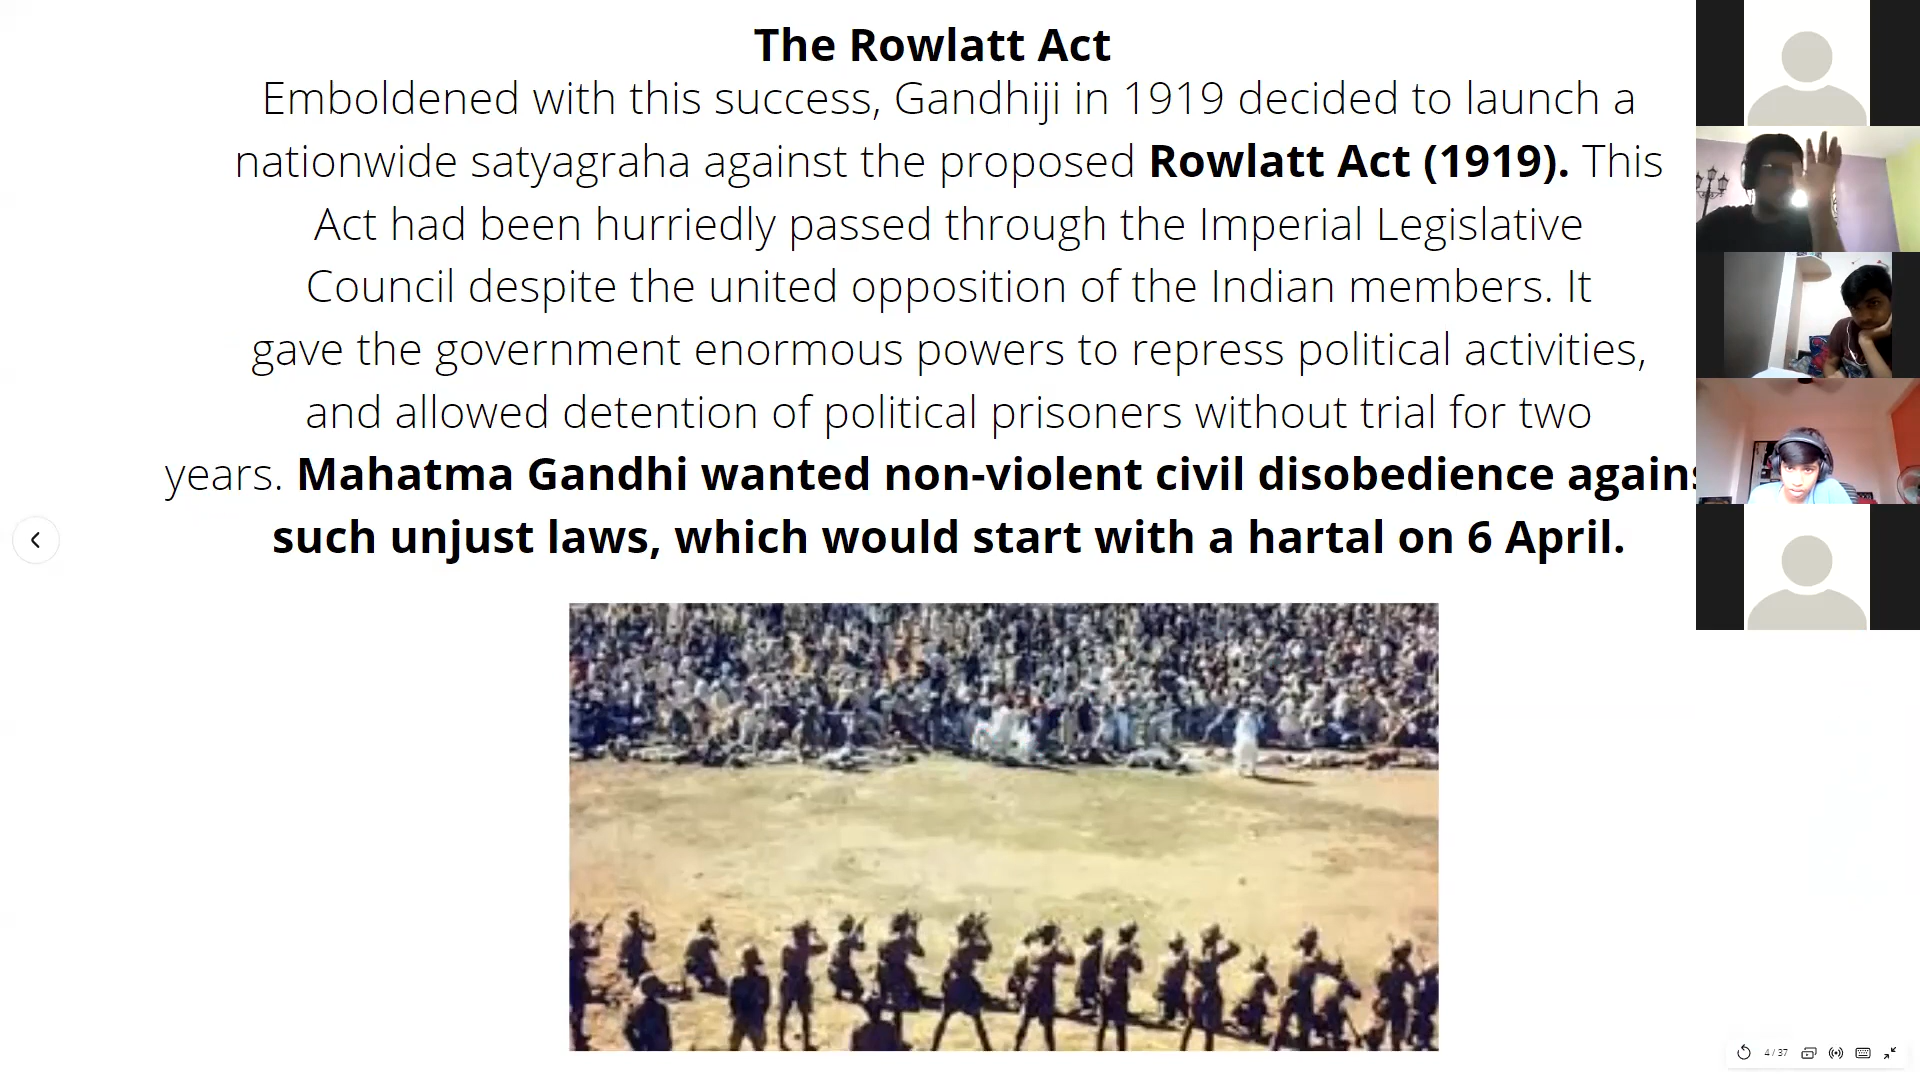 The Rowlatt Act
Emboldened with this success, Gandhiji in 1919 decided to launch a
nationwide satyagraha against the proposed Rowlatt Act (1919). This
Act had been hurriedly passed through the Imperial Legislative
Council despite the united opposition of the Indian members. It
gave the government enormous powers to repress political activities,
and allowed detention of political prisoners without trial for two
years. Mahatma Gandhi wanted non-violent civil disobedience agains
such unjust laws, which would start with a hartal on 6 April.
4 / 37